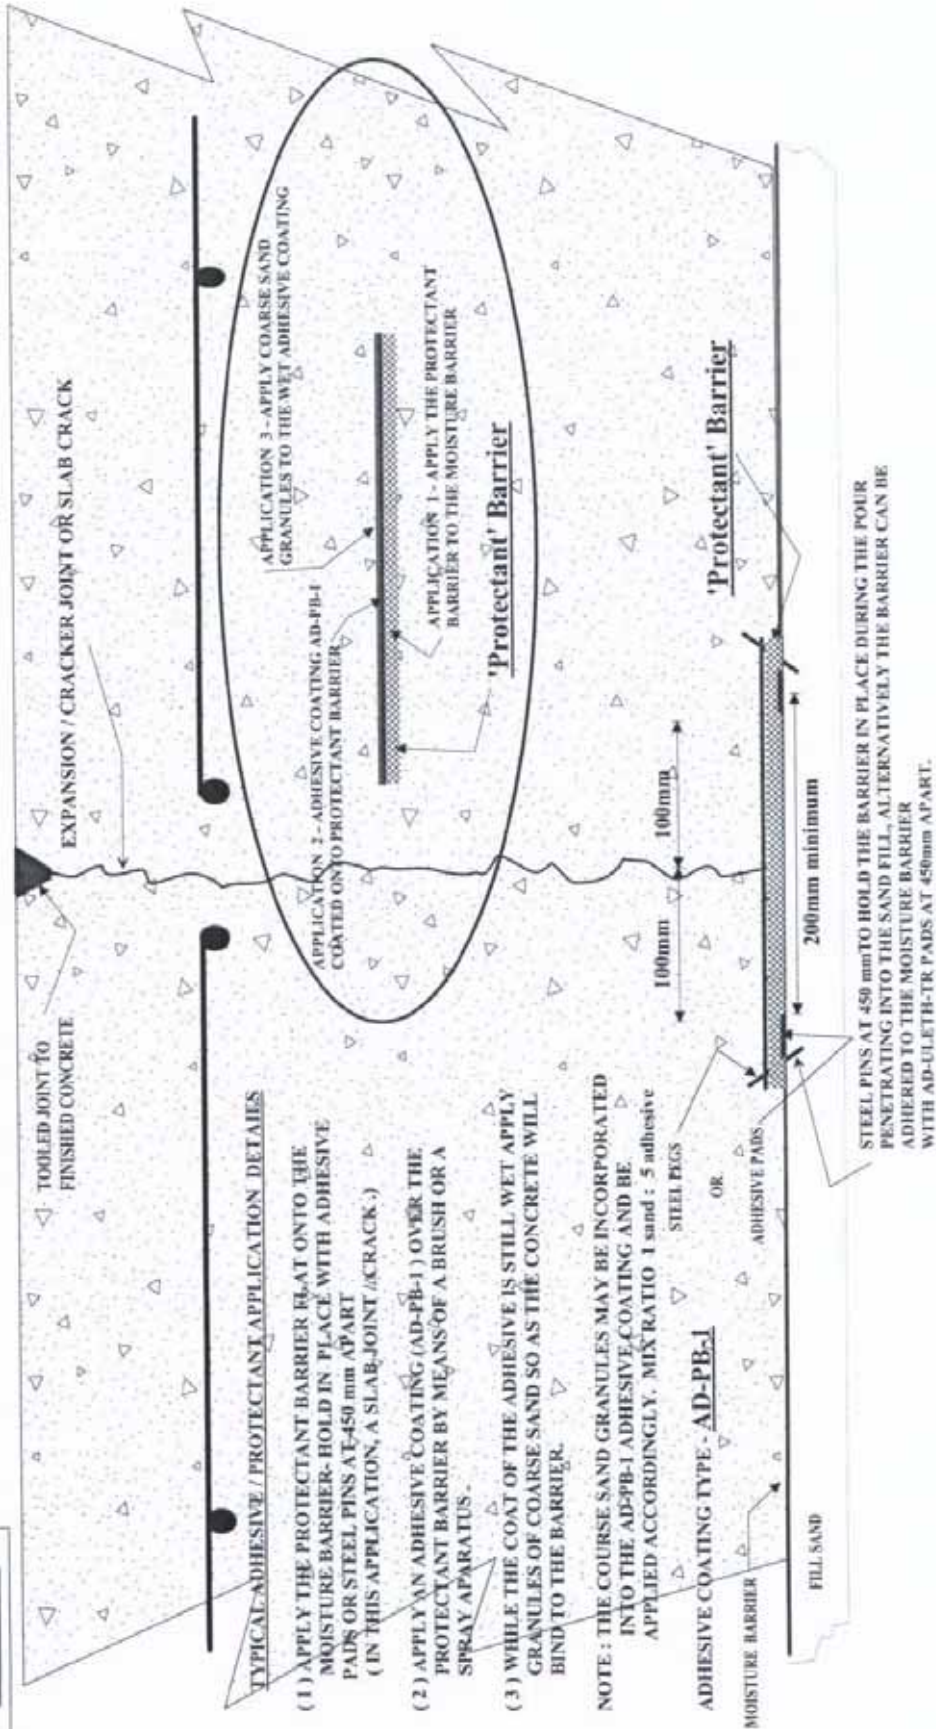 TOOLED JOINT TO
FINISHED CONCRETE
EXPANSION / CRACKER JOINT OR SLAB CRACK
TYPICAL ADHESIVE / PROTECTANT APPLICATION DETAILS
( 1 ) APPLY THE PROTECTANT BARRIER FLAT ONTO THE
MOISTURE BARRIER- HOLD IN PLACE WITH ADHESIVE
PADS OR STEEL PINS AT 450 mm APART
( IN THIS APPLICATION, A SLAB JOINT / CRACK .)
( 2 ) APPLY AN ADHESIVE COATING (AD-PB-1 ) OVER THE
PROTECTANT BARRIER BY MEANS OF A BRUSH OR A
SPRAY APPARATUS .
( 3 ) WHILE THE COAT OF THE ADHESIVE IS STILL WET APPLY
GRANULES OF COARSE SAND SO AS THE CONCRETE WILL
BIND TO THE BARRIER.
NOTE : THE COURSE SAND GRANULES MAY BE INCORPORATED
INTO THE AD-PB-1 ADHESIVE COATING AND BE
APPLIED ACCORDINGLY. MIX RATIO 1 sand : 5 adhesive
ADHESIVE COATING TYPE - AD-PB-1
APPLICATION 2 - ADHESIVE COATING AD-PB-1
COATED ONTO PROTECTANT BARRIER
APPLICATION 3 - APPLY COARSE SAND
GRANULES TO THE WET ADHESIVE COATING
APPLICATION 1 - APPLY THE PROTECTANT
BARRIER TO THE MOISTURE BARRIER
'Protectant' Barrier
STEEL PEGS
OR
ADHESIVE PADS
100mm
100mm
200mm minimum
'Protectant' Barrier
MOISTURE BARRIER
FILL SAND
STEEL PINS AT 450 mm TO HOLD THE BARRIER IN PLACE DURING THE POUR
PENETRATING INTO THE SAND FILL, ALTERNATIVELY THE BARRIER CAN BE
ADHERED TO THE MOISTURE BARRIER
WITH AD-ULETH-TR PADS AT 450mm APART.